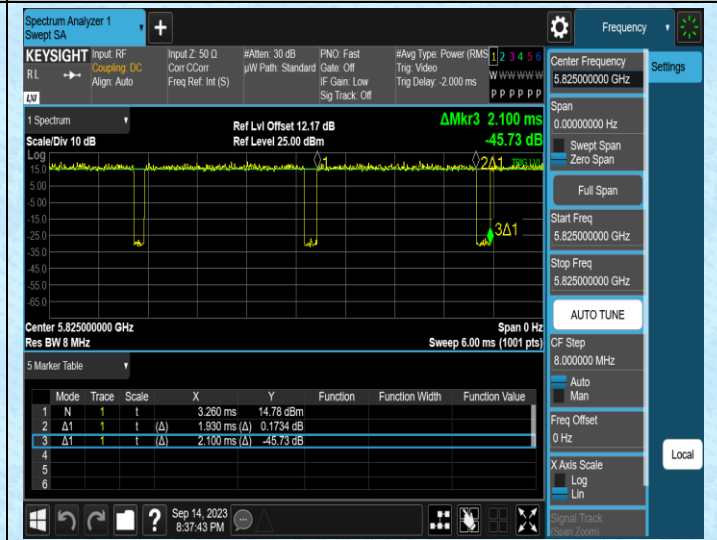 Spectrum Analyzer 1
Swept SA
+
Frequency
KEYSIGHT
R L
LXI
Input: RF
Coupling: DC
Align: Auto
Input Z: 50 Ω
Corr CCorr
Freq Ref: Int (S)
#Atten: 30 dB
µW Path: Standard
PNO: Fast
Gate: Off
IF Gain: Low
Sig Track: Off
#Avg Type: Power (RMS
Trig: Video
Trig Delay: -2.000 ms
1 2 3 4 5 6
W W W W W W
P P P P P P
1 Spectrum
Scale/Div 10 dB
Ref Lvl Offset 12.17 dB
Ref Level 25.00 dBm
ΔMkr3 2.100 ms
-45.73 dB
Log
15.0
5.00
-5.00
-15.0
-25.0
-35.0
-45.0
-55.0
-65.0
1
2Δ1
TRIG LVL
3Δ1
Center 5.825000000 GHz
Res BW 8 MHz
Span 0 Hz
Sweep 6.00 ms (1001 pts)
5 Marker Table
Mode Trace Scale X Y Function Function Width Function Value
1 N 1 t 3.260 ms 14.78 dBm
2 Δ1 1 t (Δ) 1.930 ms (Δ) 0.1734 dB
3 Δ1 1 t (Δ) 2.100 ms (Δ) -45.73 dB
4
5
6
?
Sep 14, 2023
8:37:43 PM
Center Frequency
5.825000000 GHz
Span
0.00000000 Hz
Swept Span
Zero Span
Full Span
Start Freq
5.825000000 GHz
Stop Freq
5.825000000 GHz
AUTO TUNE
CF Step
8.000000 MHz
Auto
Man
Freq Offset
0 Hz
X Axis Scale
Log
Lin
Signal Track
(Span Zoom)
Settings
Local